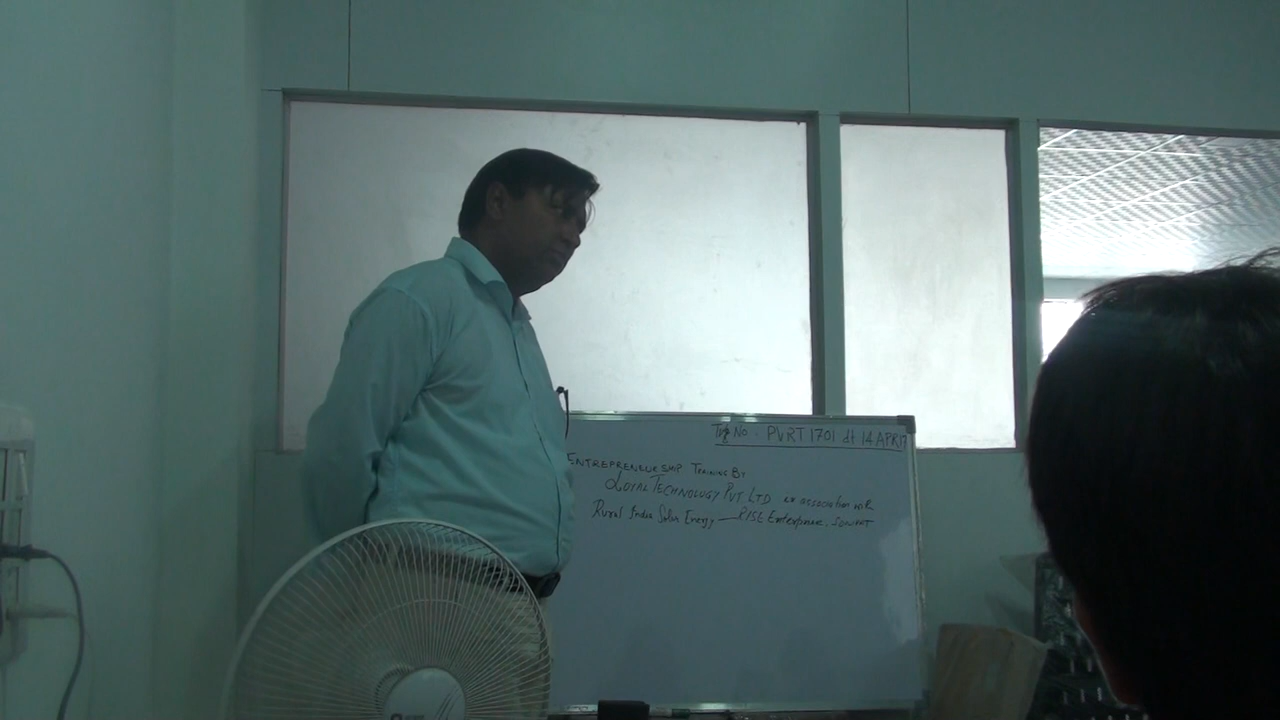 Trg No. PVRT 1701 dt 14 APR17
ENTREPRENEURSHIP TRAINING BY
LOYAL TECHNOLOGY PVT LTD in association with
Rural India Solar Energy — RISE Enterprise, SONIPAT